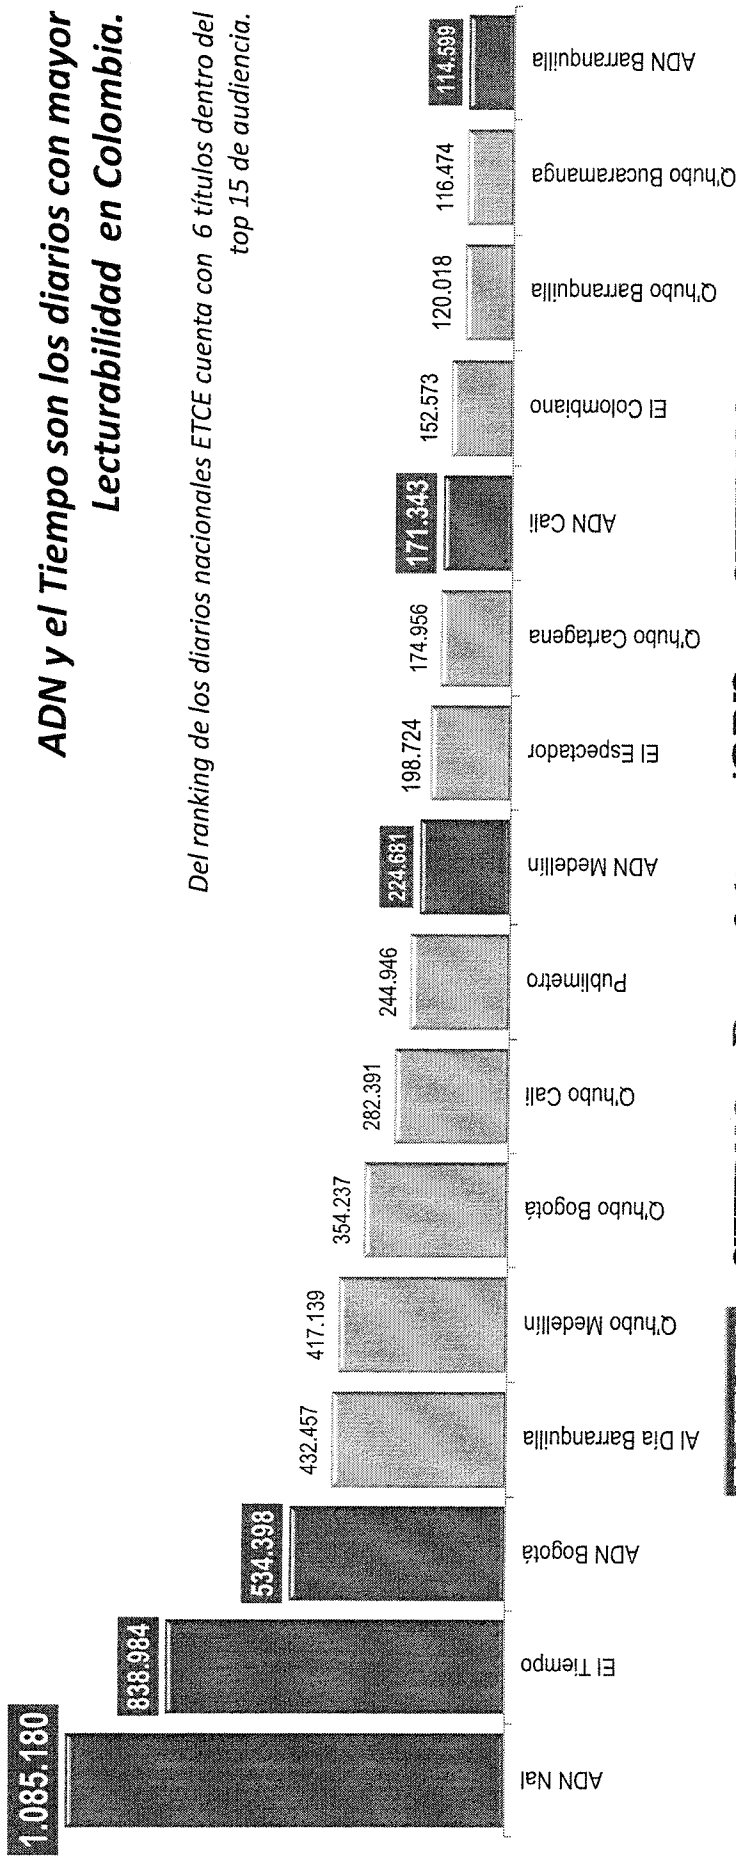 ADN y el Tiempo son los diarios con mayor
Lecturabilidad en Colombia.
Del ranking de los diarios nacionales ETCE cuenta con 6 títulos dentro del
top 15 de audiencia.
1.085.180
838.984
534.398
432.457
417.139
354.237
282.391
244.946
224.681
198.724
174.956
171.343
152.573
120.018
116.474
114.599
ADN Nal
El Tiempo
ADN Bogotá
Al Día Barranquilla
Q'hubo Medellín
Q'hubo Bogotá
Q'hubo Cali
Publimetro
ADN Medellín
El Espectador
Q'hubo Cartagena
ADN Cali
El Colombiano
Q'hubo Barranquilla
Q'hubo Bucaramanga
ADN Barranquilla